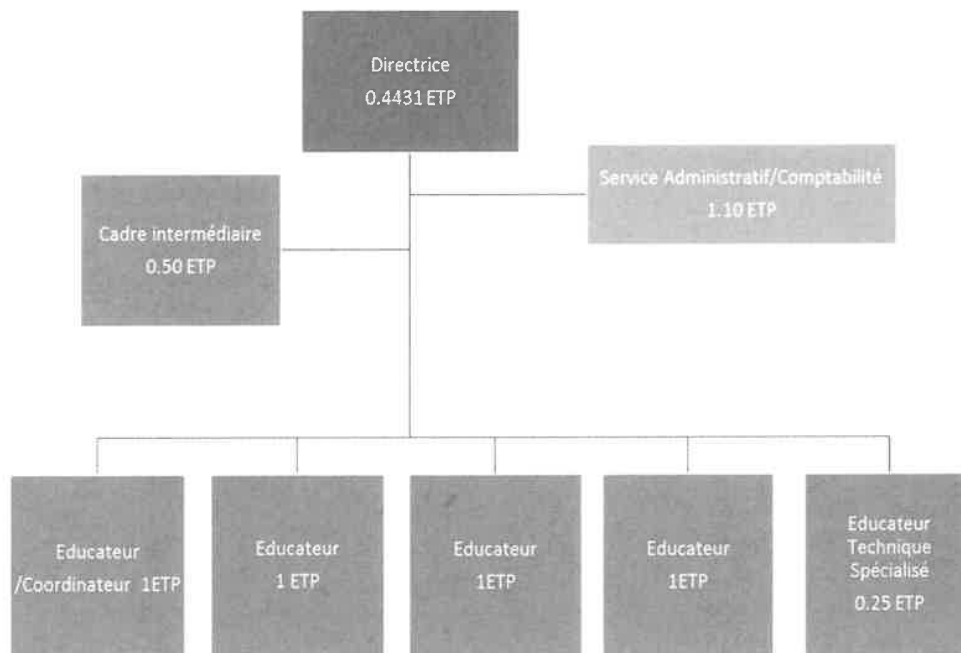 Directrice
0.4431 ETP
Service Administratif/Comptabilité
1.10 ETP
Cadre intermédiaire
0.50 ETP
Educateur
/Coordinateur 1ETP
Educateur
1 ETP
Educateur
1ETP
Educateur
1ETP
Educateur
Technique
Spécialisé
0.25 ETP